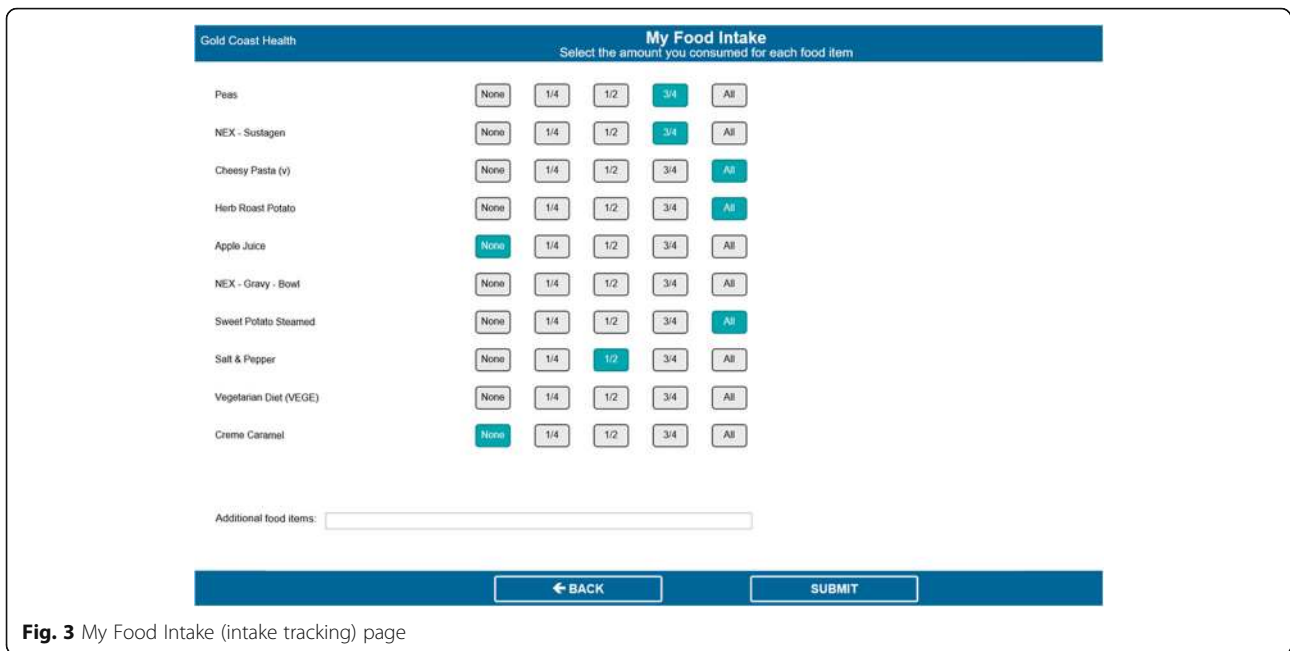 Gold Coast Health
My Food Intake
Select the amount you consumed for each food item
Peas None 1/4 1/2 3/4 All
NEX - Sustagen None 1/4 1/2 3/4 All
Cheesy Pasta (v) None 1/4 1/2 3/4 All
Herb Roast Potato None 1/4 1/2 3/4 All
Apple Juice None 1/4 1/2 3/4 All
NEX - Gravy - Bowl None 1/4 1/2 3/4 All
Sweet Potato Steamed None 1/4 1/2 3/4 All
Salt & Pepper None 1/4 1/2 3/4 All
Vegetarian Diet (VEGE) None 1/4 1/2 3/4 All
Creme Caramel None 1/4 1/2 3/4 All
Additional food items:
← BACK SUBMIT
Fig. 3 My Food Intake (intake tracking) page